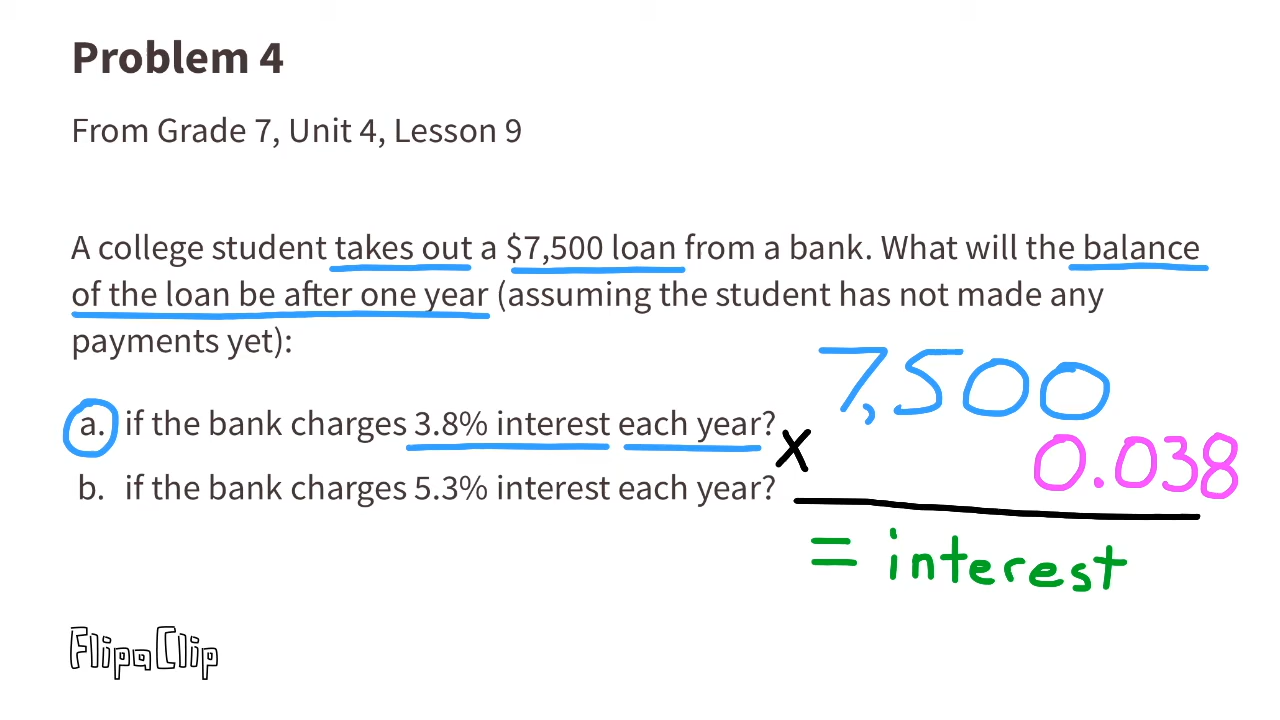 Problem 4
From Grade 7, Unit 4, Lesson 9
A college student takes out a $7,500 loan from a bank. What will the balance
of the loan be after one year (assuming the student has not made any
payments yet):
a. if the bank charges 3.8% interest each year?
b. if the bank charges 5.3% interest each year?
7,500
x 0.038
= interest
FlipaClip